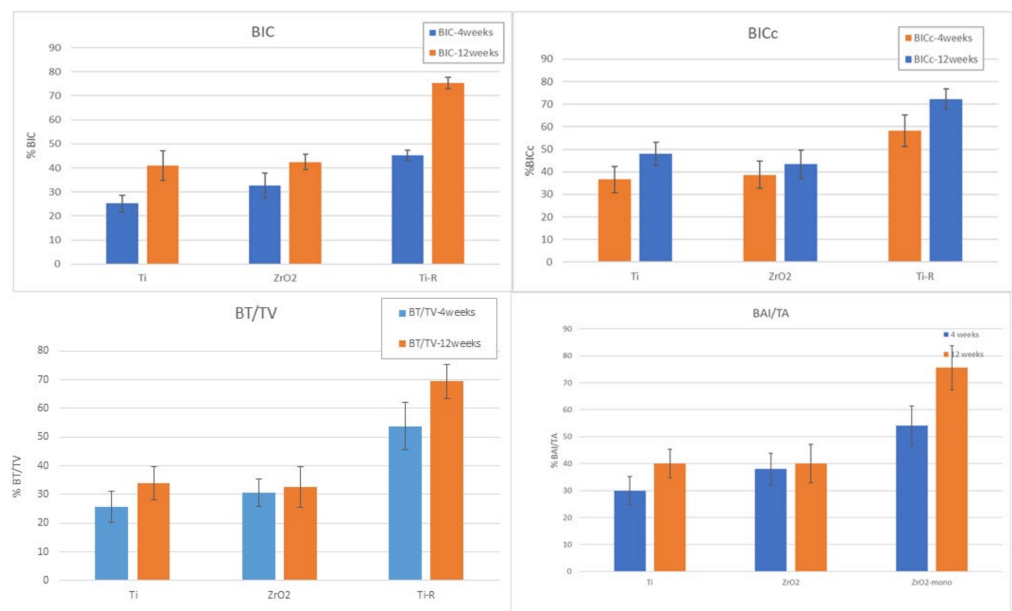 BIC
BIC-4weeks
BIC-12weeks
% BIC
90
80
70
60
50
40
30
20
10
0
Ti
ZrO2
Ti-R
BICc
BICc-4weeks
BICc-12weeks
%BICc
90
80
70
60
50
40
30
20
10
0
Ti
ZrO2
Ti-R
BT/TV
BT/TV-4weeks
BT/TV-12weeks
% BT/TV
80
70
60
50
40
30
20
10
0
Ti
ZrO2
Ti-R
BAI/TA
4 weeks
12 weeks
% BAI/TA
90
80
70
60
50
40
30
20
10
0
Ti
ZrO2
ZrO2-mono